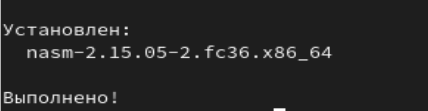 Установлен:
nasm-2.15.05-2.fc36.x86_64
Выполнено!